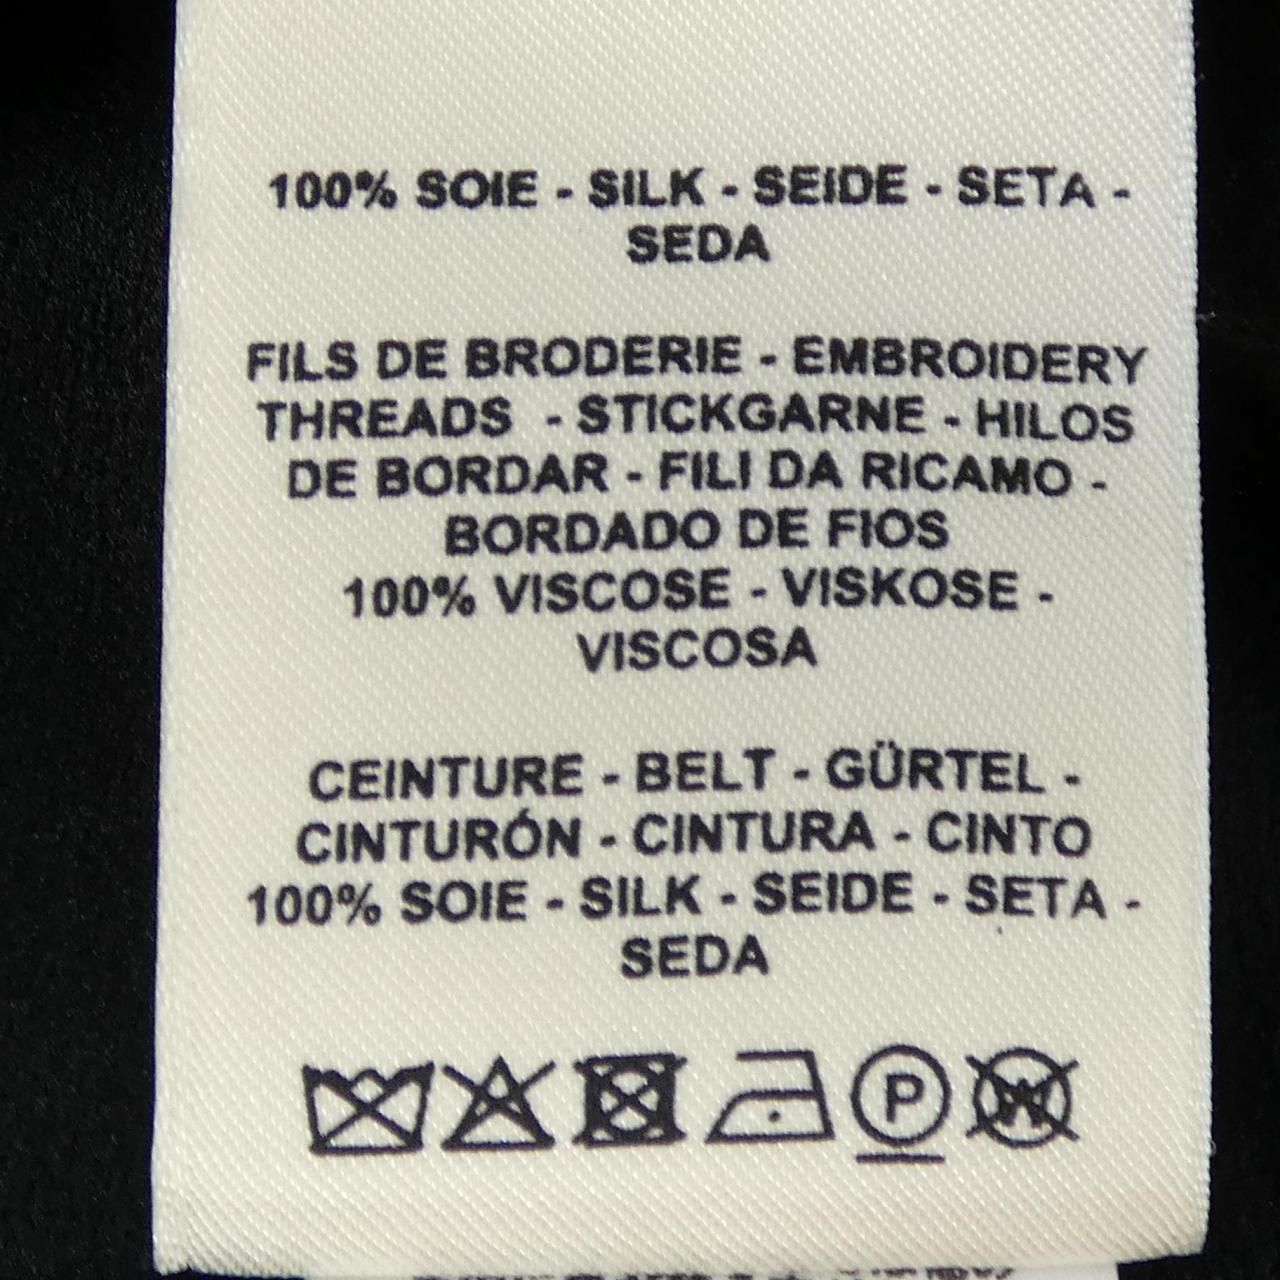 100% SOIE - SILK - SEIDE - SETA -
SEDA
FILS DE BRODERIE - EMBROIDERY
THREADS - STICKGARNE - HILOS
DE BORDAR - FILI DA RICAMO -
BORDADO DE FIOS
100% VISCOSE - VISKOSE -
VISCOSA
CEINTURE - BELT - GÜRTEL -
CINTURÓN - CINTURA - CINTO
100% SOIE - SILK - SEIDE - SETA -
SEDA
P W